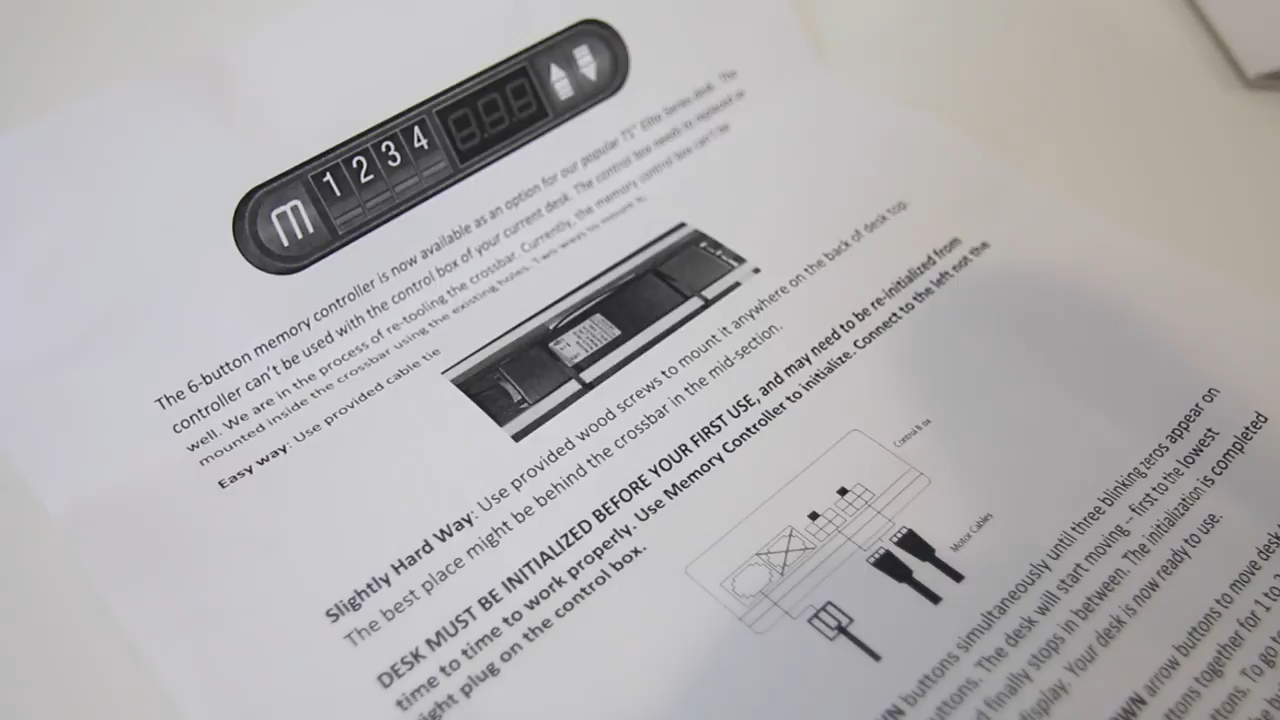 M 1 2 3 4 8.8.8
The 6-button memory controller is now available as an option for our popular 71" Elite Series desk. The
controller can't be used with the control box of your current desk. The control box needs to replaced as
well. We are in the process of re-tooling the crossbar. Currently, the memory control box can't be
mounted inside the crossbar using the existing holes. Two ways to mount it.
Easy way: Use provided cable tie
Slightly Hard Way: Use provided wood screws to mount it anywhere on the back of desk top.
The best place might be behind the crossbar in the mid-section.
DESK MUST BE INITIALIZED BEFORE YOUR FIRST USE, and may need to be re-initialized from
time to time to work properly. Use Memory Controller to initialize. Connect to the left not the
ight plug on the control box.
Control Box
Motor Cables
N buttons simultaneously until three blinking zeros appear on
uttons. The desk will start moving – first to the lowest
d finally stops in between. The initialization is completed
isplay. Your desk is now ready to use.
WN arrow buttons to move desk
tons together for 1 to
tons. To go t